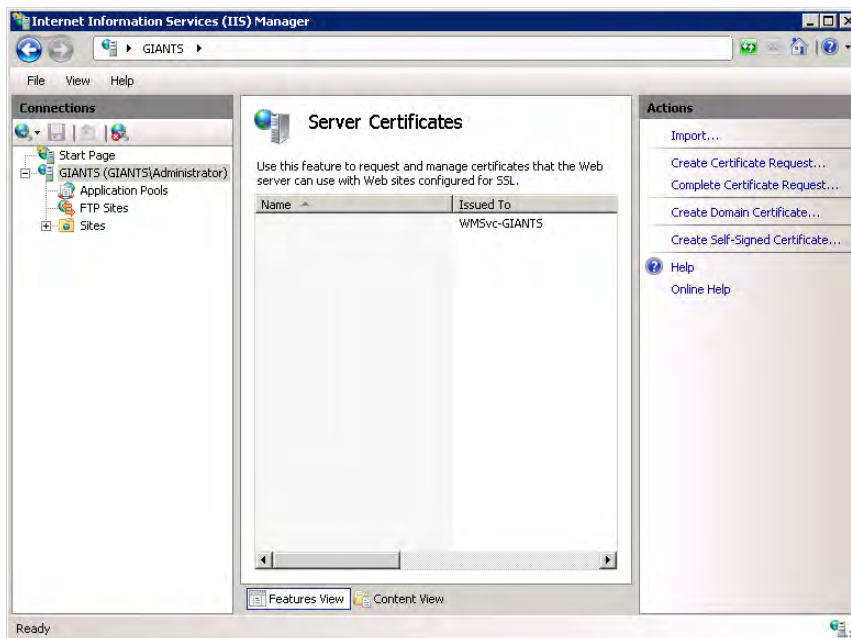 Internet Information Services (IIS) Manager
GIANTS
File View Help
Connections
Start Page
GIANTS (GIANTS\Administrator)
Application Pools
FTP Sites
Sites
Server Certificates
Use this feature to request and manage certificates that the Web
server can use with Web sites configured for SSL.
Name Issued To
WMSvc-GIANTS
Features View Content View
Actions
Import...
Create Certificate Request...
Complete Certificate Request...
Create Domain Certificate...
Create Self-Signed Certificate...
Help
Online Help
Ready